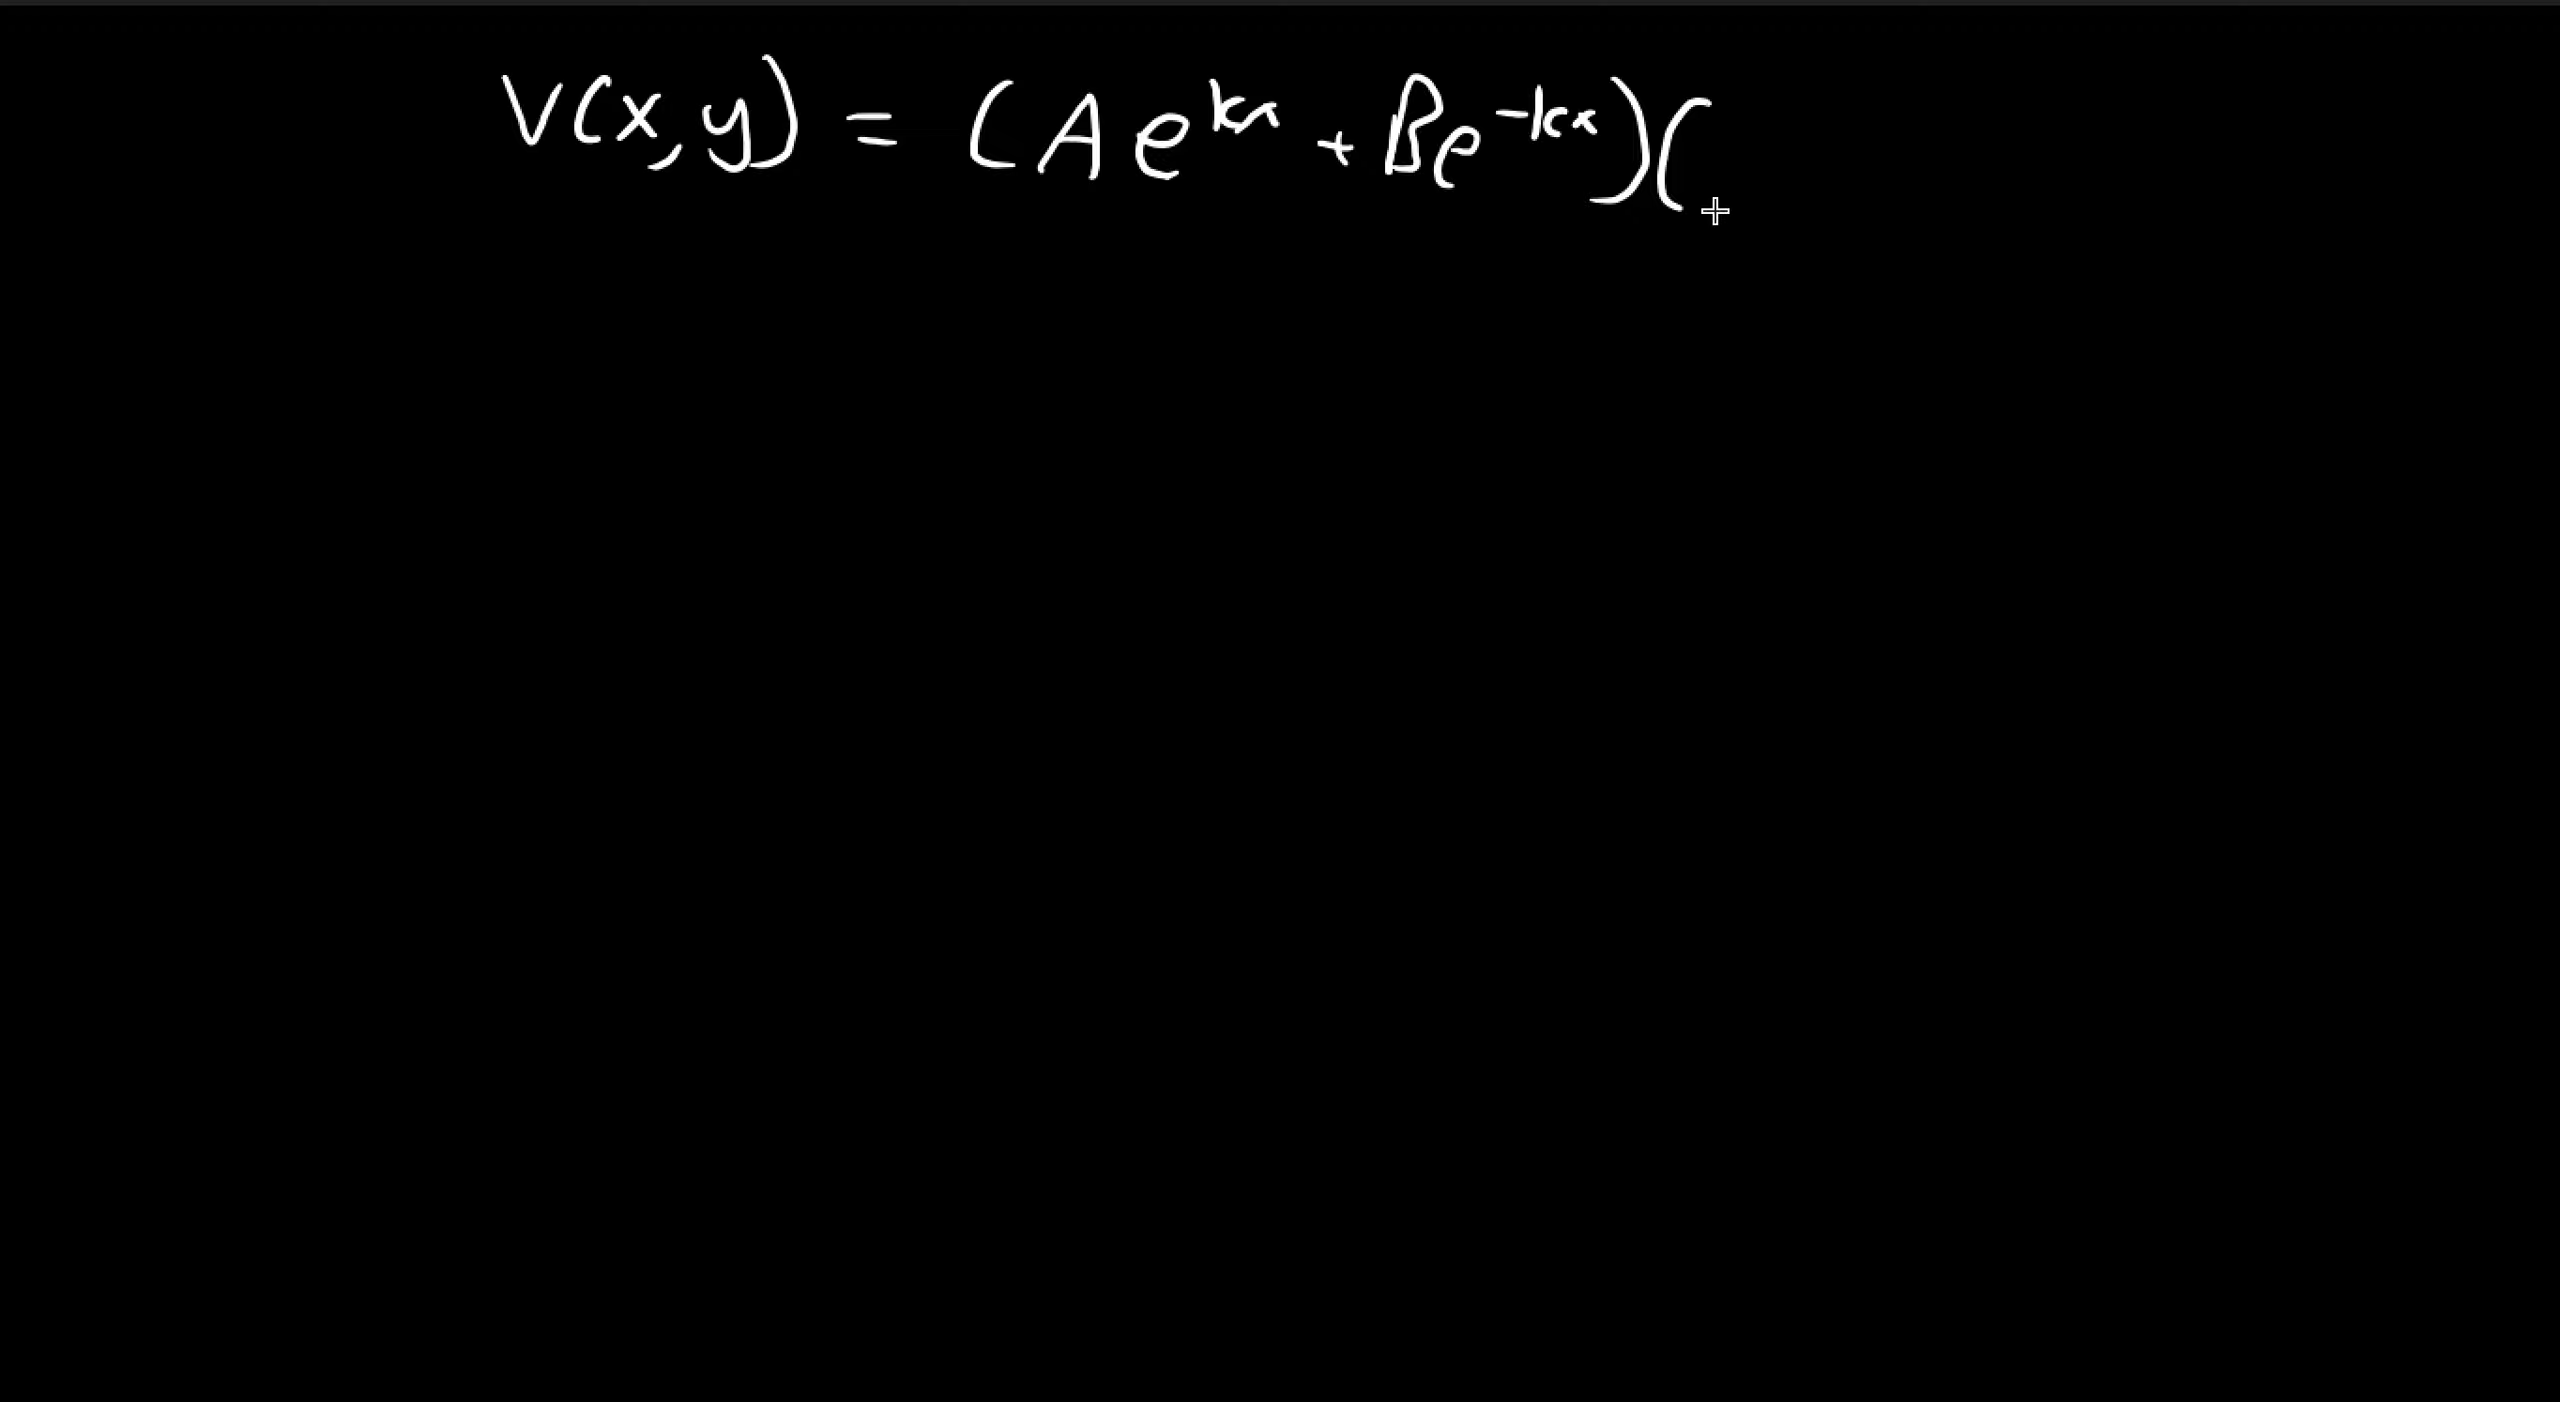 V(x,y) = (Ae^{kx} + Be^{-kx})(